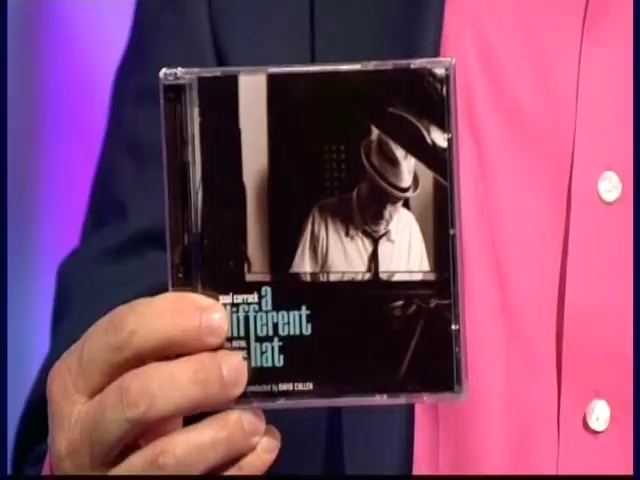 paul carrack
a
different
hat
conducted by DAVID CULLEN